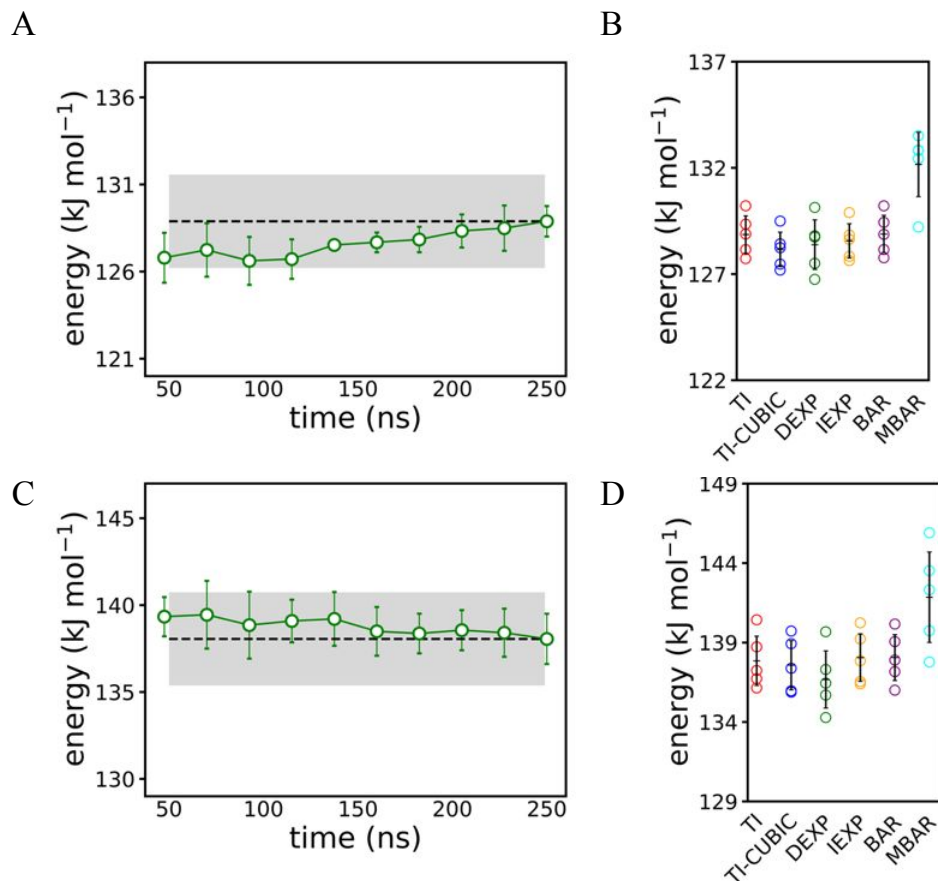 A
energy (kJ mol⁻¹)
136
131
126
121
50 100 150 200 250
time (ns)
B
energy (kJ mol⁻¹)
137
132
127
122
TI TI-CUBIC DEXP IEXP BAR MBAR
C
energy (kJ mol⁻¹)
145
140
135
130
50 100 150 200 250
time (ns)
D
energy (kJ mol⁻¹)
149
144
139
134
129
TI TI-CUBIC DEXP IEXP BAR MBAR